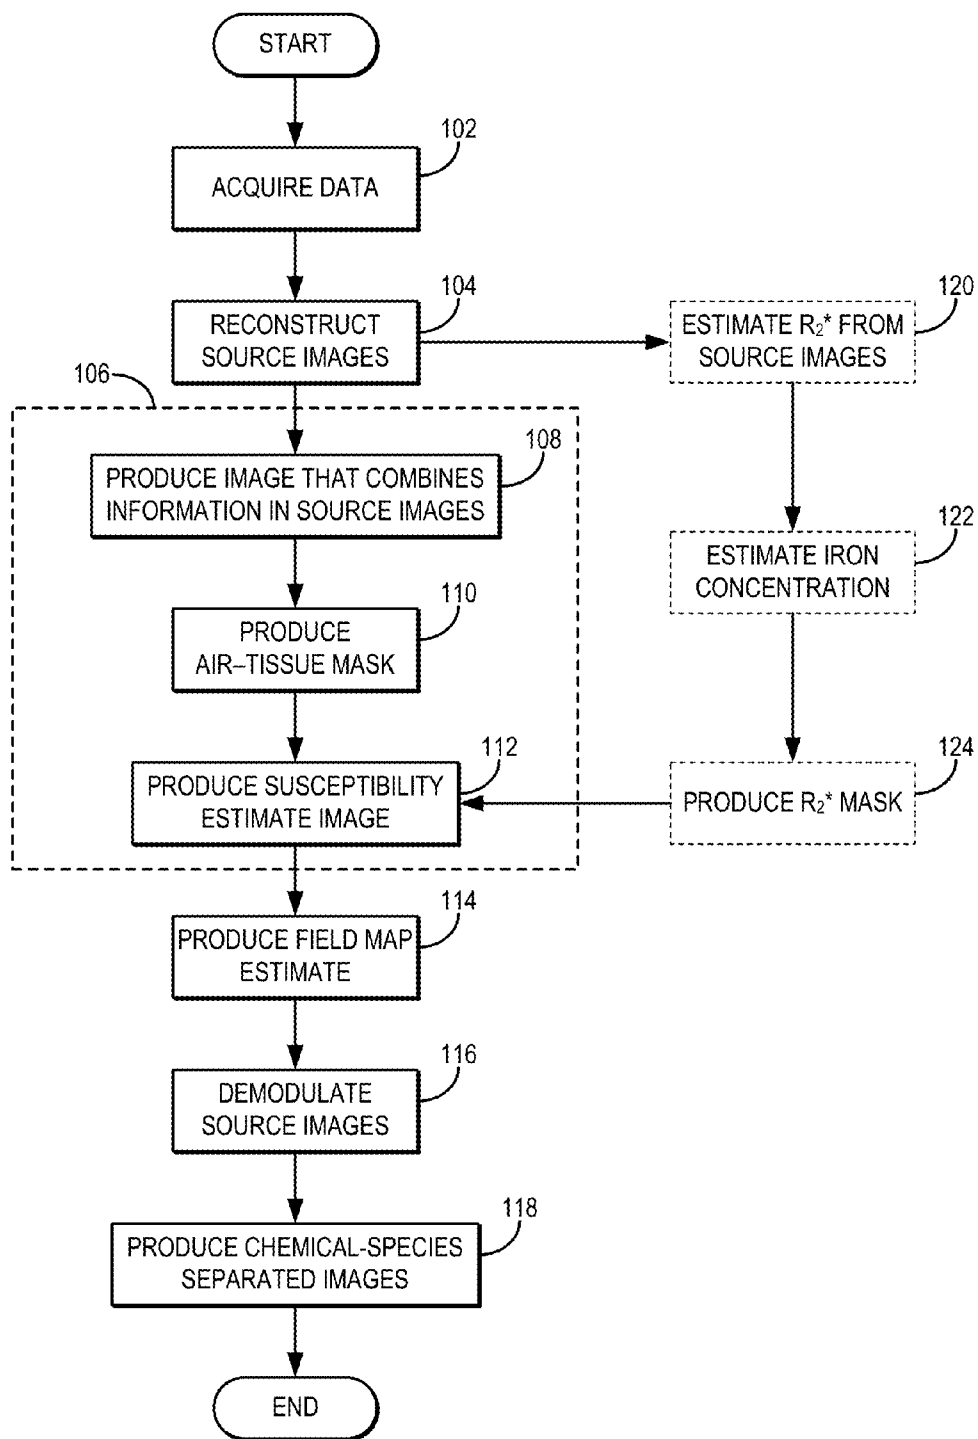 START
102
ACQUIRE DATA
104
RECONSTRUCT
SOURCE IMAGES
120
ESTIMATE R₂* FROM
SOURCE IMAGES
106
108
PRODUCE IMAGE THAT COMBINES
INFORMATION IN SOURCE IMAGES
122
ESTIMATE IRON
CONCENTRATION
110
PRODUCE
AIR–TISSUE MASK
112
PRODUCE SUSCEPTIBILITY
ESTIMATE IMAGE
124
PRODUCE R₂* MASK
114
PRODUCE FIELD MAP
ESTIMATE
116
DEMODULATE
SOURCE IMAGES
118
PRODUCE CHEMICAL-SPECIES
SEPARATED IMAGES
END